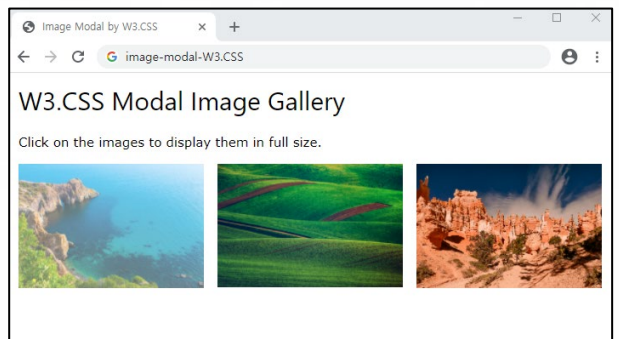 Image Modal by W3.CSS
image-modal-W3.CSS
W3.CSS Modal Image Gallery
Click on the images to display them in full size.